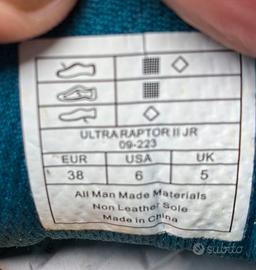 ULTRA RAPTOR II JR
09-223
EUR USA UK
38 6 5
All Man Made Materials
Non Leather Sole
Made in China
subito